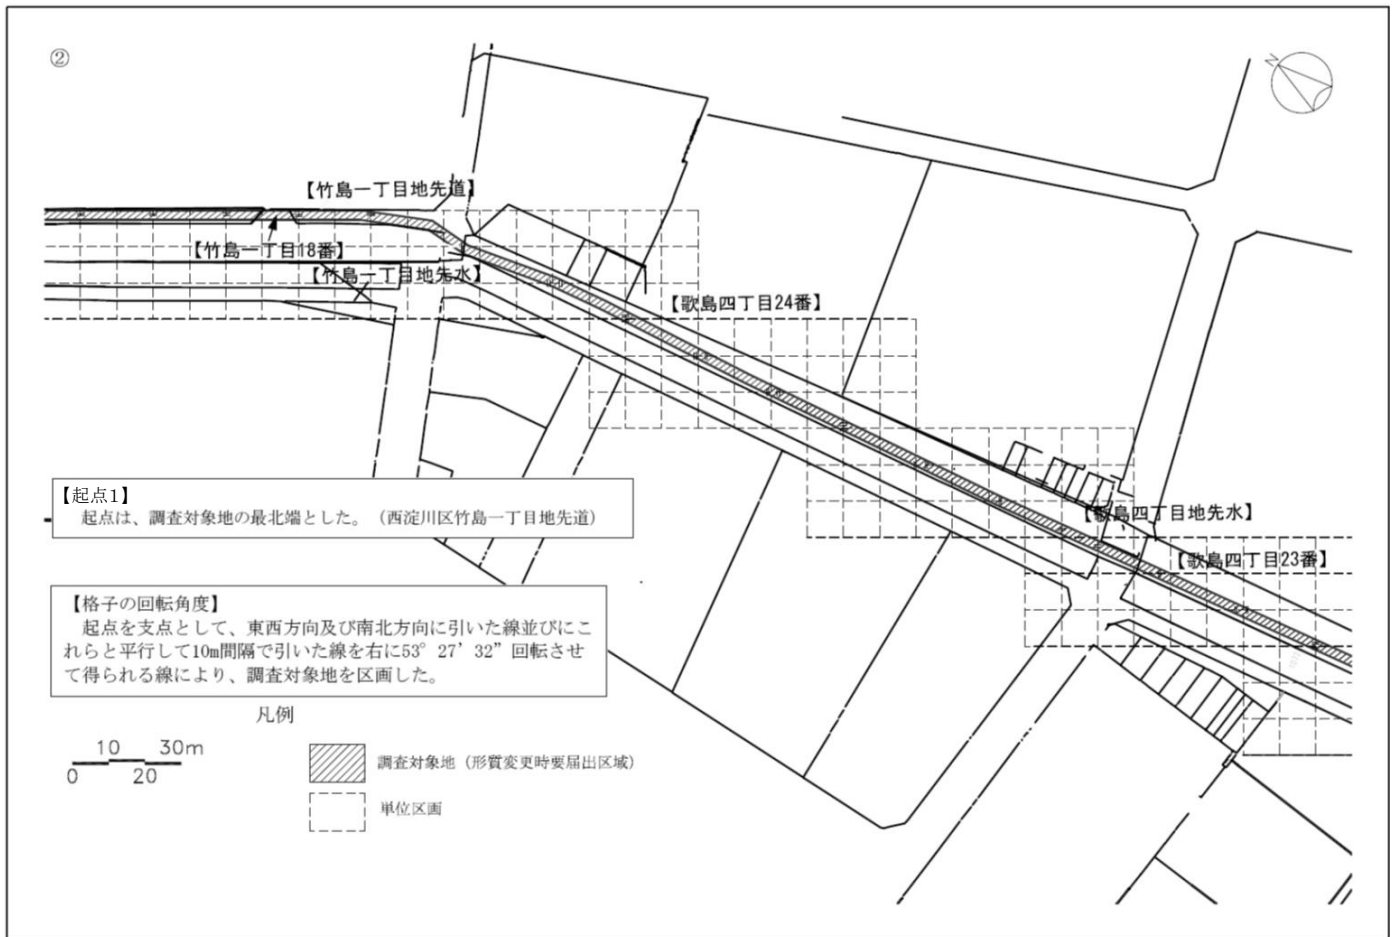 ②
N
【竹島一丁目地先道】
【竹島一丁目18番】
【竹島一丁目地先水】
【歌島四丁目24番】
【歌島四丁目地先水】
【歌島四丁目23番】
【起点1】
起点は、調査対象地の最北端とした。（西淀川区竹島一丁目地先道）
【格子の回転角度】
起点を支点として、東西方向及び南北方向に引いた線並びにこ
れらと平行して10m間隔で引いた線を右に53° 27’ 32” 回転させ
て得られる線により、調査対象地を区画した。
凡例
10 30m
0 20
調査対象地（形質変更時要届出区域）
単位区画